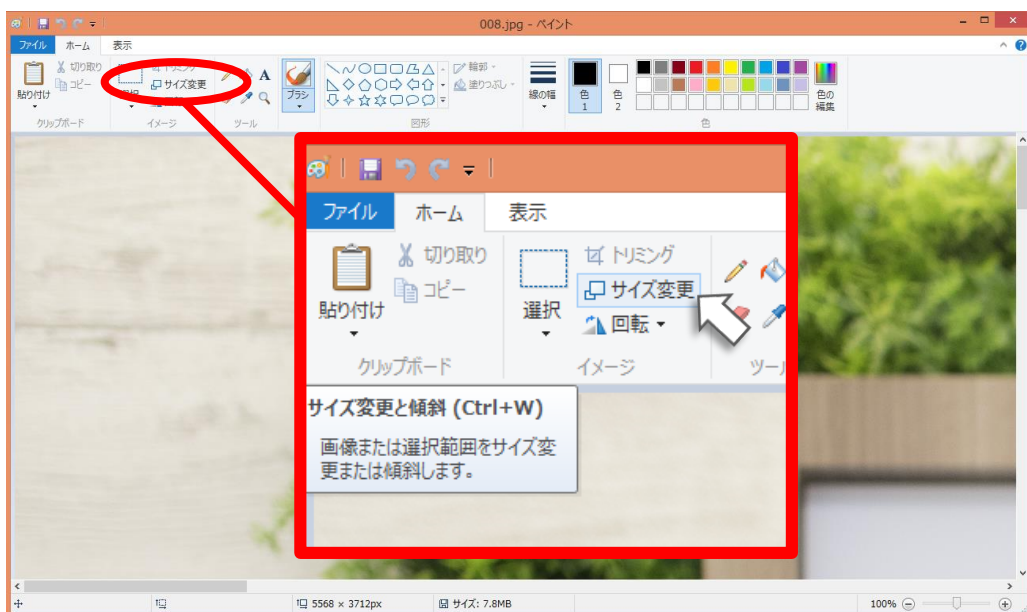 008.jpg - ペイント
ファイル ホーム 表示
切り取り
コピー
貼り付け
クリップボード
サイズ変更
イメージ
A
ツール
ブラシ
輪郭
塗りつぶし
図形
線の幅
色
1
色
2
色の
編集
色
ファイル ホーム 表示
切り取り
コピー
貼り付け
クリップボード
選択
トリミング
サイズ変更
回転
イメージ
サイズ変更と傾斜 (Ctrl+W)
画像または選択範囲をサイズ変
更または傾斜します。
5568 × 3712px
サイズ: 7.8MB
100%